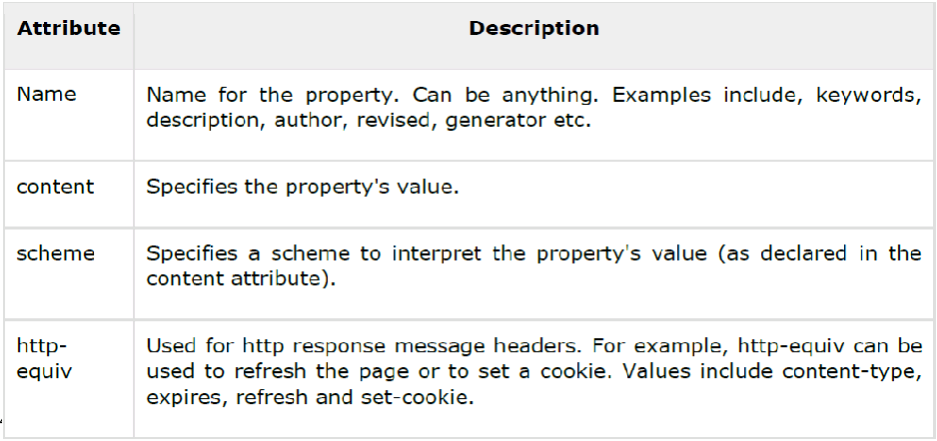 Attribute Description
Name
Name for the property. Can be anything. Examples include, keywords,
description, author, revised, generator etc.
content
Specifies the property's value.
scheme
Specifies a scheme to interpret the property's value (as declared in the
content attribute).
http-
equiv
Used for http response message headers. For example, http-equiv can be
used to refresh the page or to set a cookie. Values include content-type,
expires, refresh and set-cookie.